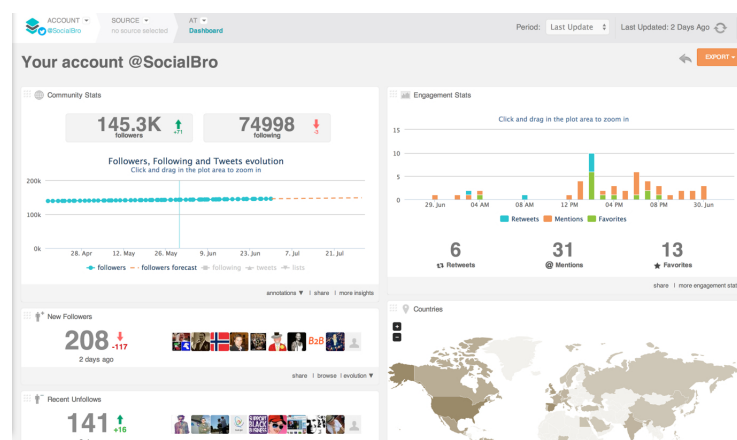 ACCOUNT
@SocialBro
SOURCE
no source selected
AT
Dashboard
Period: Last Update
Last Updated: 2 Days Ago
Your account @SocialBro
EXPORT
Community Stats
145.3K
followers
+71
74998
following
-3
Followers, Following and Tweets evolution
Click and drag in the plot area to zoom in
200k
100k
0k
28. Apr 12. May 26. May 9. Jun 23. Jun 7. Jul 21. Jul
followers followers forecast following tweets lists
annotations ▼ | share | more insights
New Followers
208 -117
2 days ago
B2B
share | browse | evolution ▼
Recent Unfollows
141 +16
SUPPORT
BLACK
BUSINESS
Engagement Stats
Click and drag in the plot area to zoom in
15
10
5
0
29. Jun 04 AM 08 AM 12 PM 04 PM 08 PM 30. Jun
Retweets Mentions Favorites
6
Retweets
31
@ Mentions
13
Favorites
share | more engagement stat
Countries
+
-